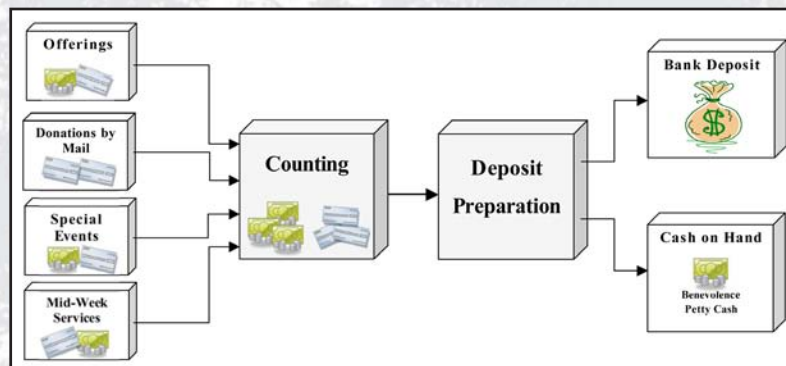 Offerings
Donations by
Mail
Special
Events
Mid-Week
Services
Counting
Deposit
Preparation
Bank Deposit
$
Cash on Hand
Benevolence
Petty Cash